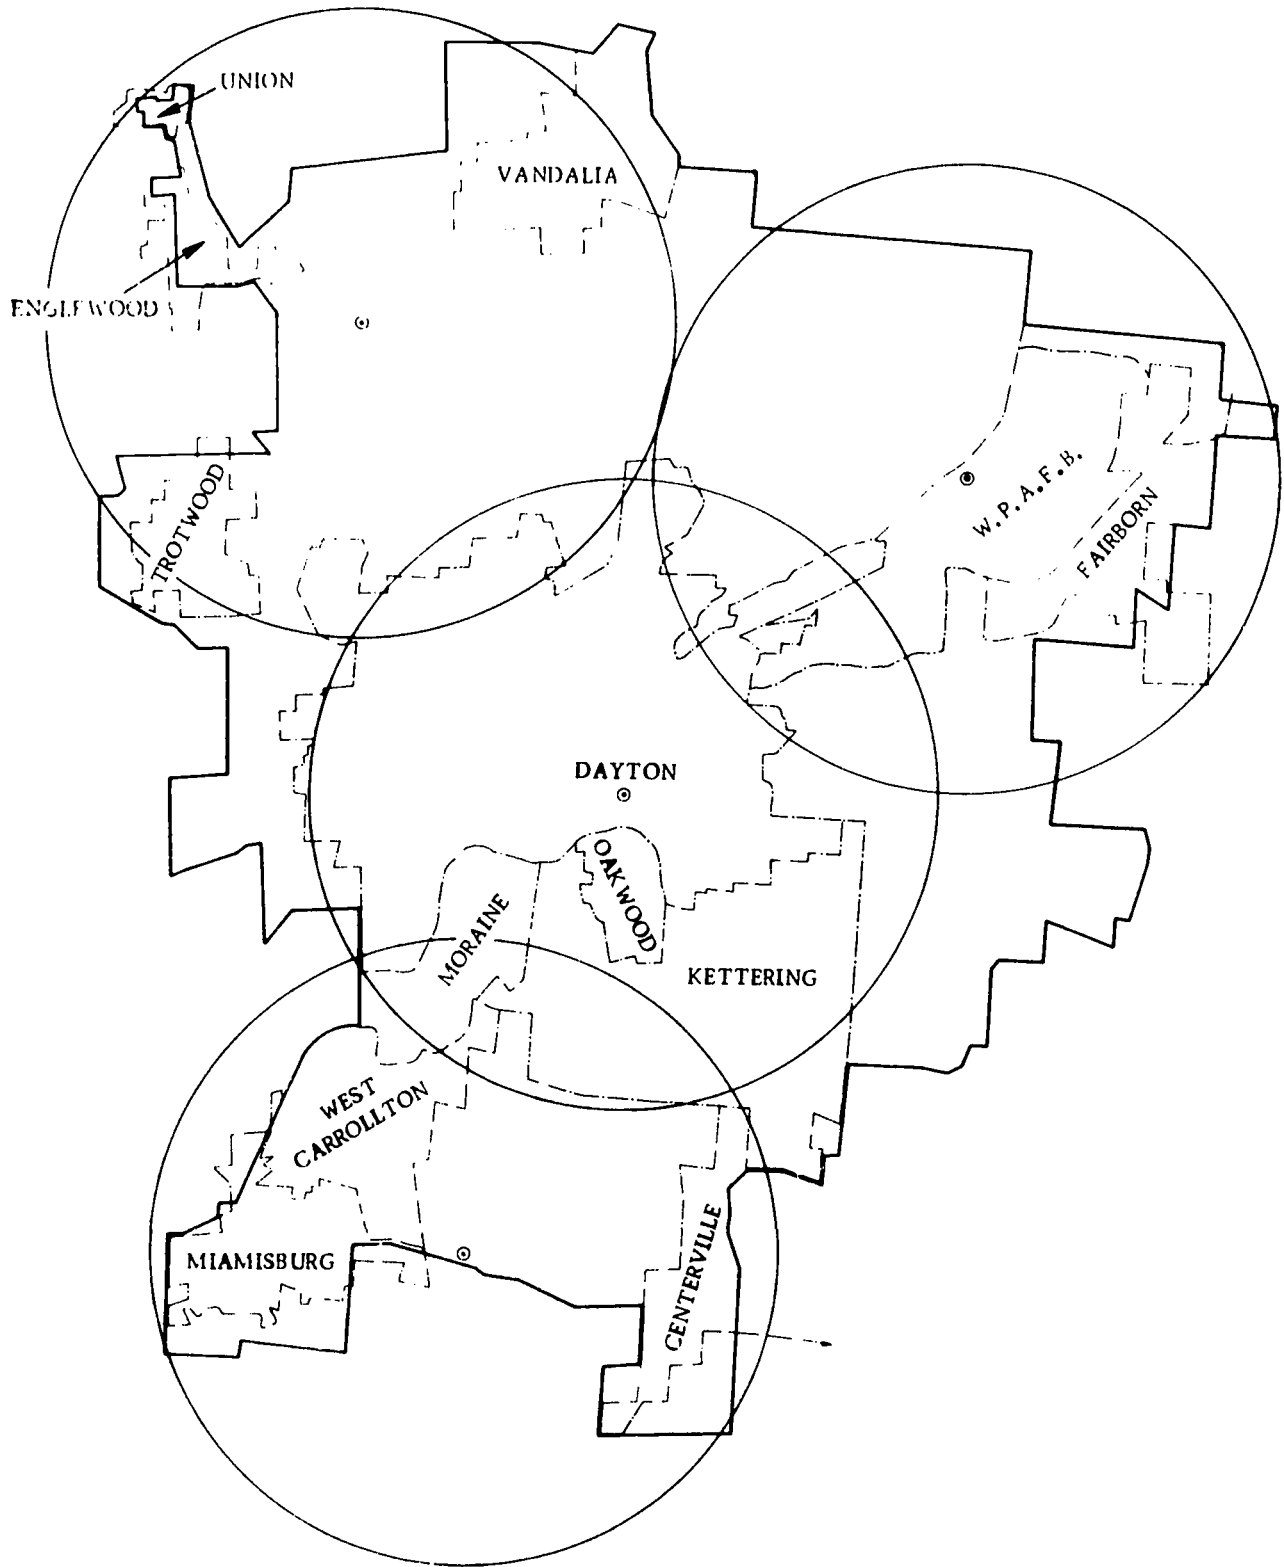 UNION
VANDALIA
ENGLEWOOD
TROTWOOD
W.P.A.F.B.
FAIRBORN
DAYTON
OAKWOOD
MORAINE
KETTERING
WEST
CARROLLTON
MIAMISBURG
CENTERVILLE